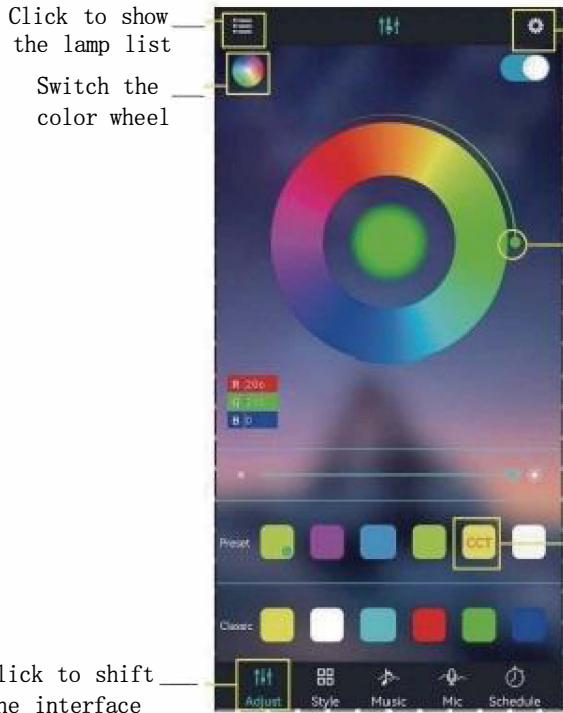 Click to show
the lamp list
Switch the
color wheel
R 206
B 0
Preset
CCT
Classic
lick to shift
he interface
Adjust
Style
Music
Mic
Schedule